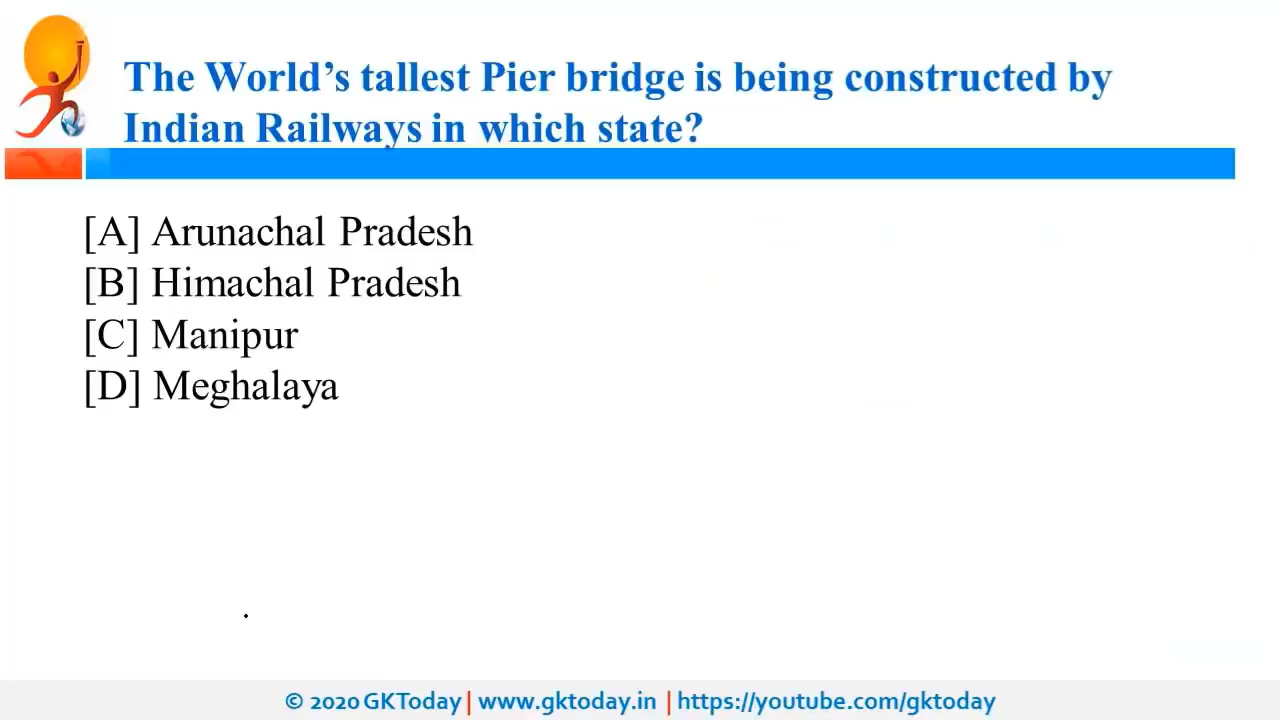 The World’s tallest Pier bridge is being constructed by
Indian Railways in which state?
[A] Arunachal Pradesh
[B] Himachal Pradesh
[C] Manipur
[D] Meghalaya
© 2020 GKToday | www.gktoday.in | https://youtube.com/gktoday